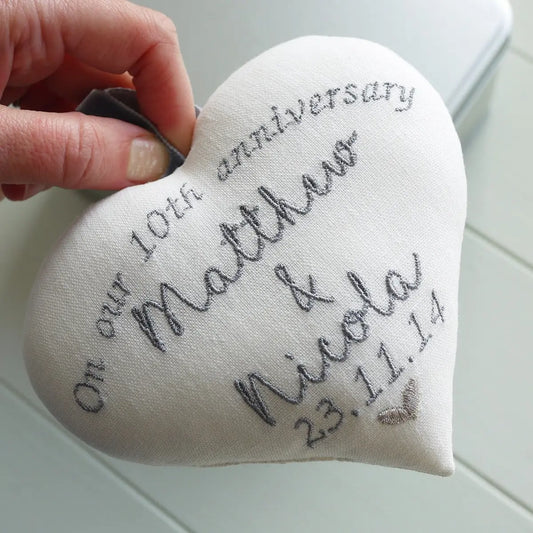 On our 10th anniversary
Matthew
&
Nicola
23.11.14